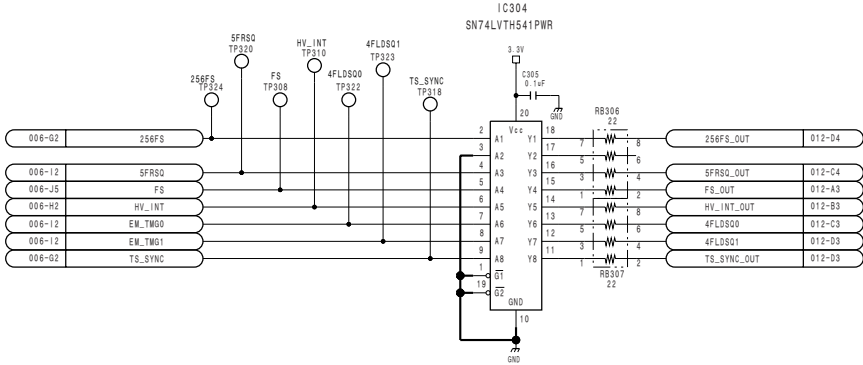 IC304
SN74LVTH541PWR
3.3V
C305
0.1uF
GND
5FRSQ
TP320
HV_INT
TP310
4FLDSQ1
TP323
256FS
TP324
FS
TP308
4FLDSQ0
TP322
TS_SYNC
TP318
RB306
22
20
Vcc
006-G2 256FS 2 A1 Y1 18 7 8 256FS_OUT 012-D4
3 A2 Y2 17 5 6
006-I2 5FRSQ 4 A3 Y3 16 3 4 5FRSQ_OUT 012-C4
006-J5 FS 5 A4 Y4 15 1 2 FS_OUT 012-A3
006-H2 HV_INT 6 A5 Y5 14 7 8 HV_INT_OUT 012-B3
006-I2 EM_TMG0 7 A6 Y6 13 5 6 4FLDSQ0 012-C3
006-I2 EM_TMG1 8 A7 Y7 12 3 4 4FLDSQ1 012-D3
006-G2 TS_SYNC 9 A8 Y8 11 1 2 TS_SYNC_OUT 012-D3
1 G1
19 G2
RB307
22
GND
10
GND